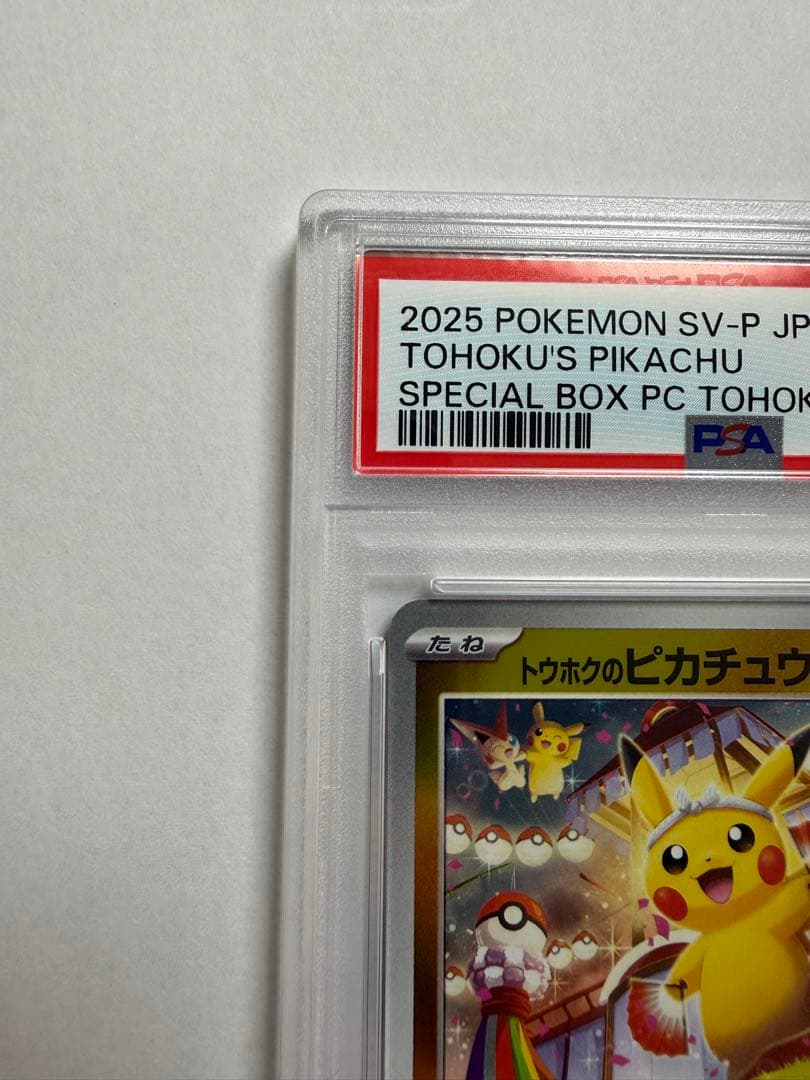 2025 POKEMON SV-P JP
TOHOKU'S PIKACHU
SPECIAL BOX PC TOHOK
PSA
たね
トウホクのピカチュウ